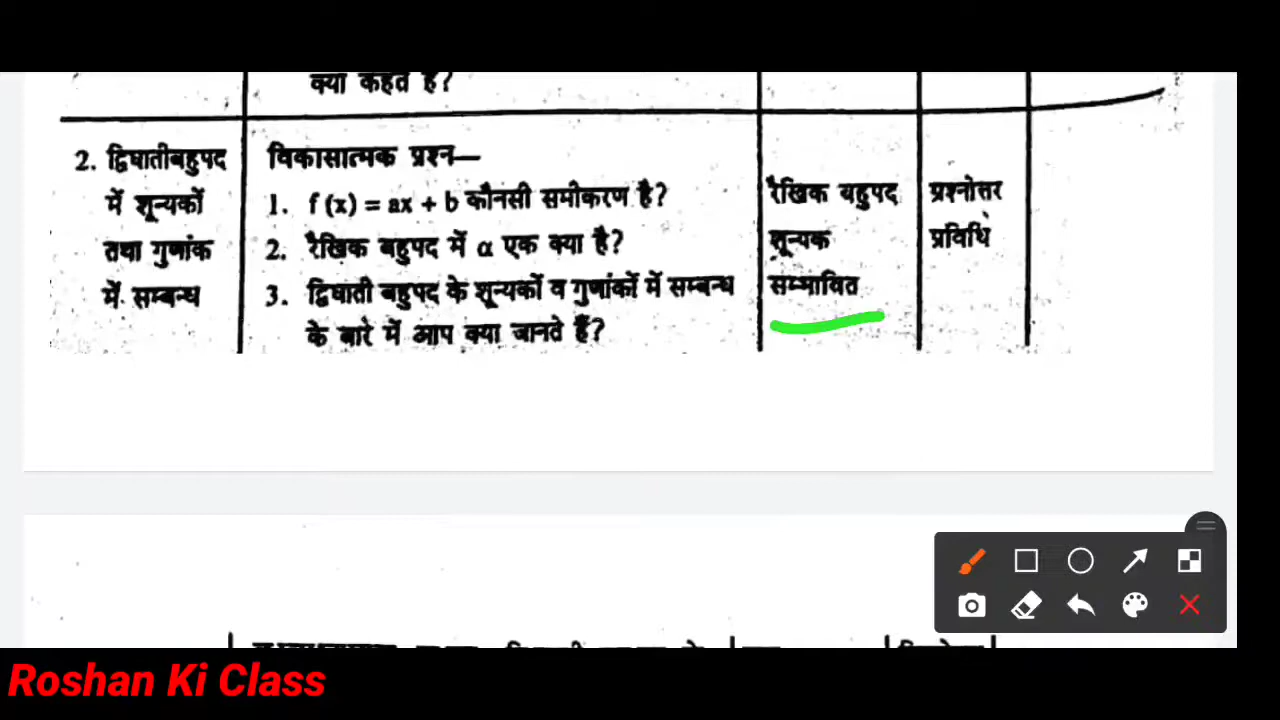 क्या कहते हैं?
2. द्विघातीबहुपद
में शून्यकों
तथा गुणांक
में सम्बन्ध
विकासात्मक प्रश्न—
1. f (x) = ax + b कौनसी समीकरण है?
2. रैखिक बहुपद में α एक क्या है?
3. द्विघाती बहुपद के शून्यकों व गुणांकों में सम्बन्ध
के बारे में आप क्या जानते हैं?
रैखिक बहुपद
शून्यक
सम्भावित
प्रश्नोत्तर
प्रविधि
Roshan Ki Class